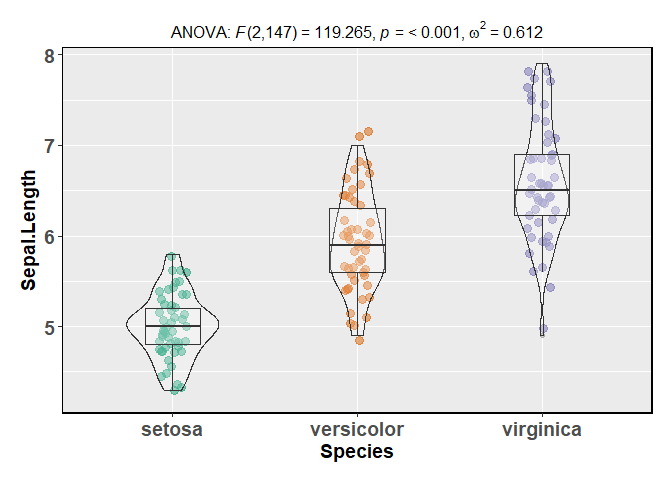 ANOVA: F(2,147) = 119.265, p = < 0.001, ω² = 0.612
8
7
6
5
Sepal.Length
setosa versicolor virginica
Species